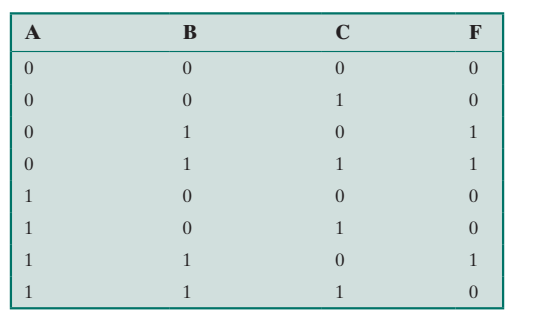 A B C F
0 0 0 0
0 0 1 0
0 1 0 1
0 1 1 1
1 0 0 0
1 0 1 0
1 1 0 1
1 1 1 0